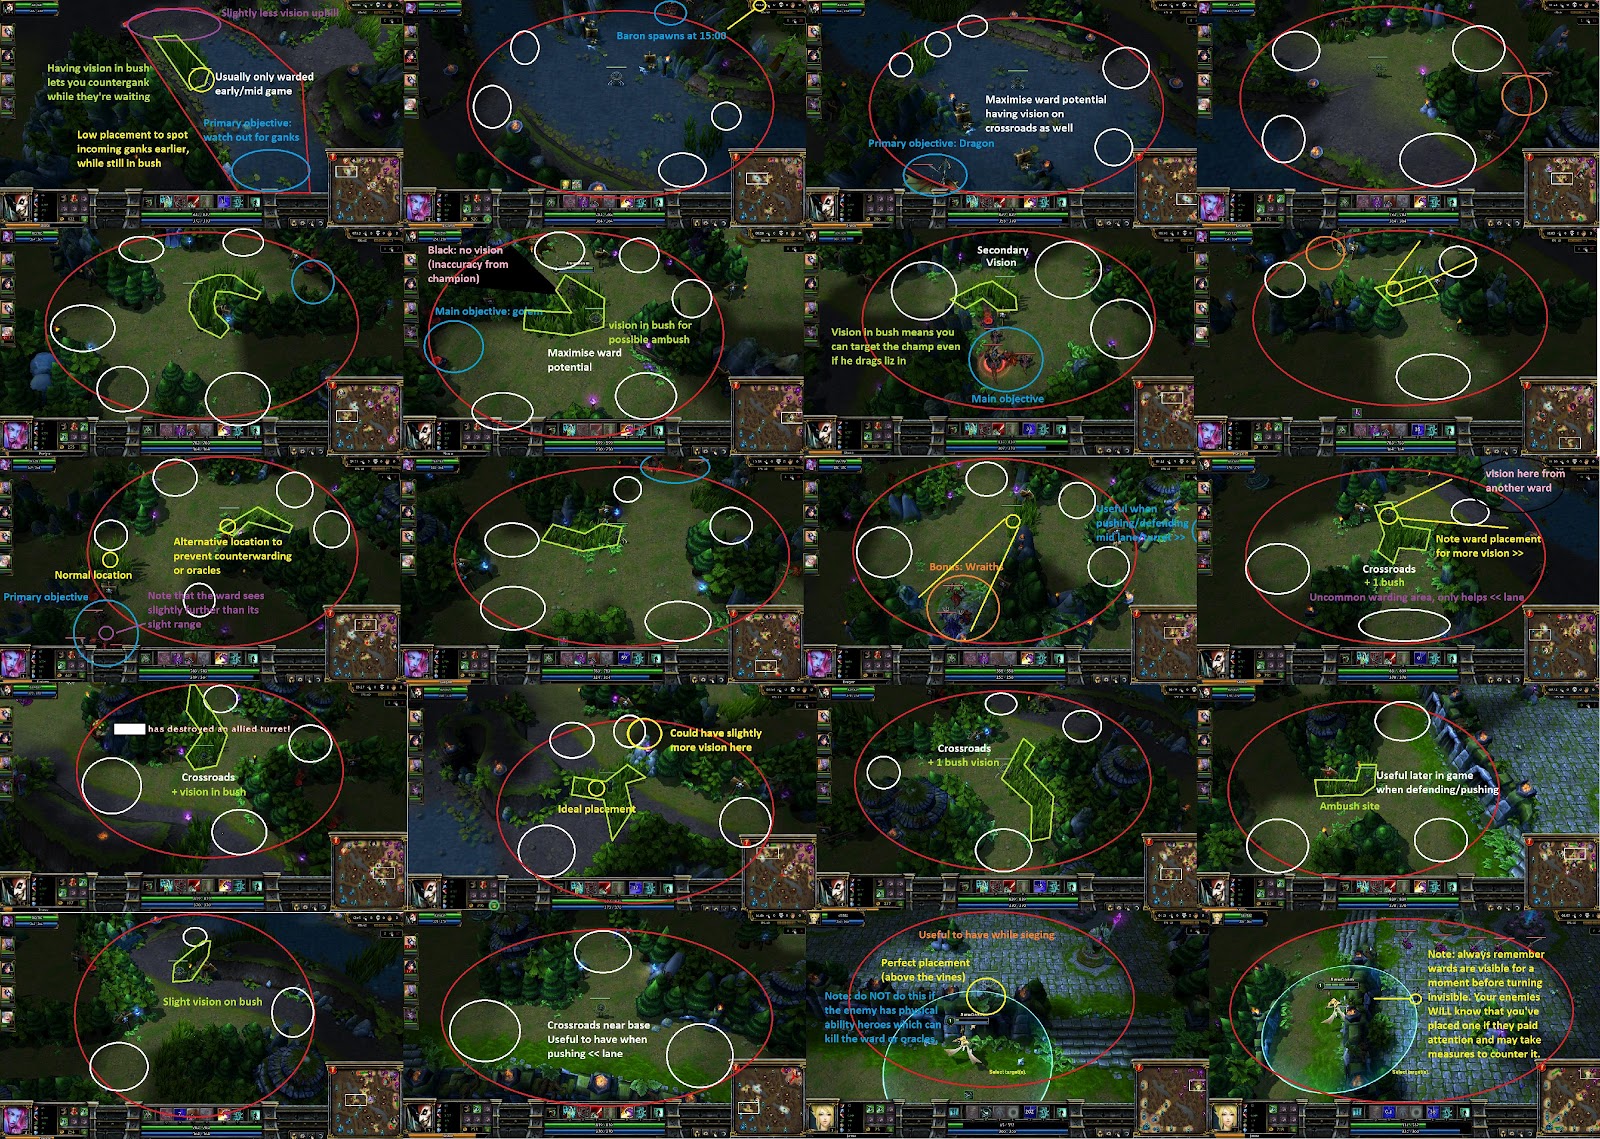 Slightly less vision uphill
Having vision in bush
lets you countergank
while they're waiting
Usually only warded
early/mid game
Primary objective:
watch out for ganks
Low placement to spot
incoming ganks earlier,
while still in bush
Baron spawns at 15:00
Maximise ward potential
having vision on
crossroads as well
Primary objective: Dragon
Black: no vision
(inaccuracy from
champion)
Main objective: golem
vision in bush for
possible ambush
Maximise ward
potential
Secondary
Vision
Vision in bush means you
can target the champ even
if he drags liz in
Main objective
Alternative location to
prevent counterwarding
or oracles
Normal location
Primary objective
Note that the ward sees
slightly further than its
sight range
Useful when
pushing/defending
mid lane/turret >>
Bonus: Wraiths
vision here from
another ward
Note ward placement
for more vision >>
Crossroads
+ 1 bush
Uncommon warding area, only helps << lane
has destroyed an allied turret!
Crossroads
+ vision in bush
Could have slightly
more vision here
Ideal placement
Crossroads
+ 1 bush vision
Useful later in game
when defending/pushing
Ambush site
Slight vision on bush
Crossroads near base
Useful to have when
pushing << lane
Useful to have while sieging
Perfect placement
(above the vines)
Note: do NOT do this if
the enemy has physical
ability heroes which can
kill the ward or oracles.
Select target(s).
Note: always remember
wards are visible for a
moment before turning
invisible. Your enemies
WILL know that you've
placed one if they paid
attention and may take
measures to counter it.
Select target(s).